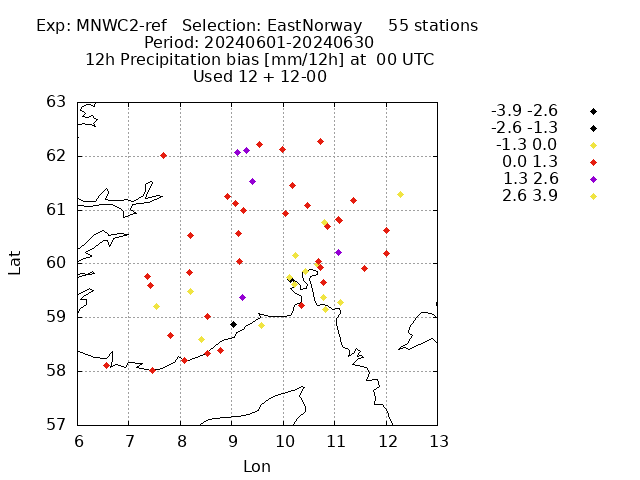 Exp: MNWC2-ref   Selection: EastNorway     55 stations
Period: 20240601-20240630
12h Precipitation bias [mm/12h] at  00 UTC
Used 12 + 12-00
-3.9 -2.6
-2.6 -1.3
-1.3 0.0
0.0 1.3
1.3 2.6
2.6 3.9
63
62
61
60
59
58
57
Lat
6 7 8 9 10 11 12 13
Lon